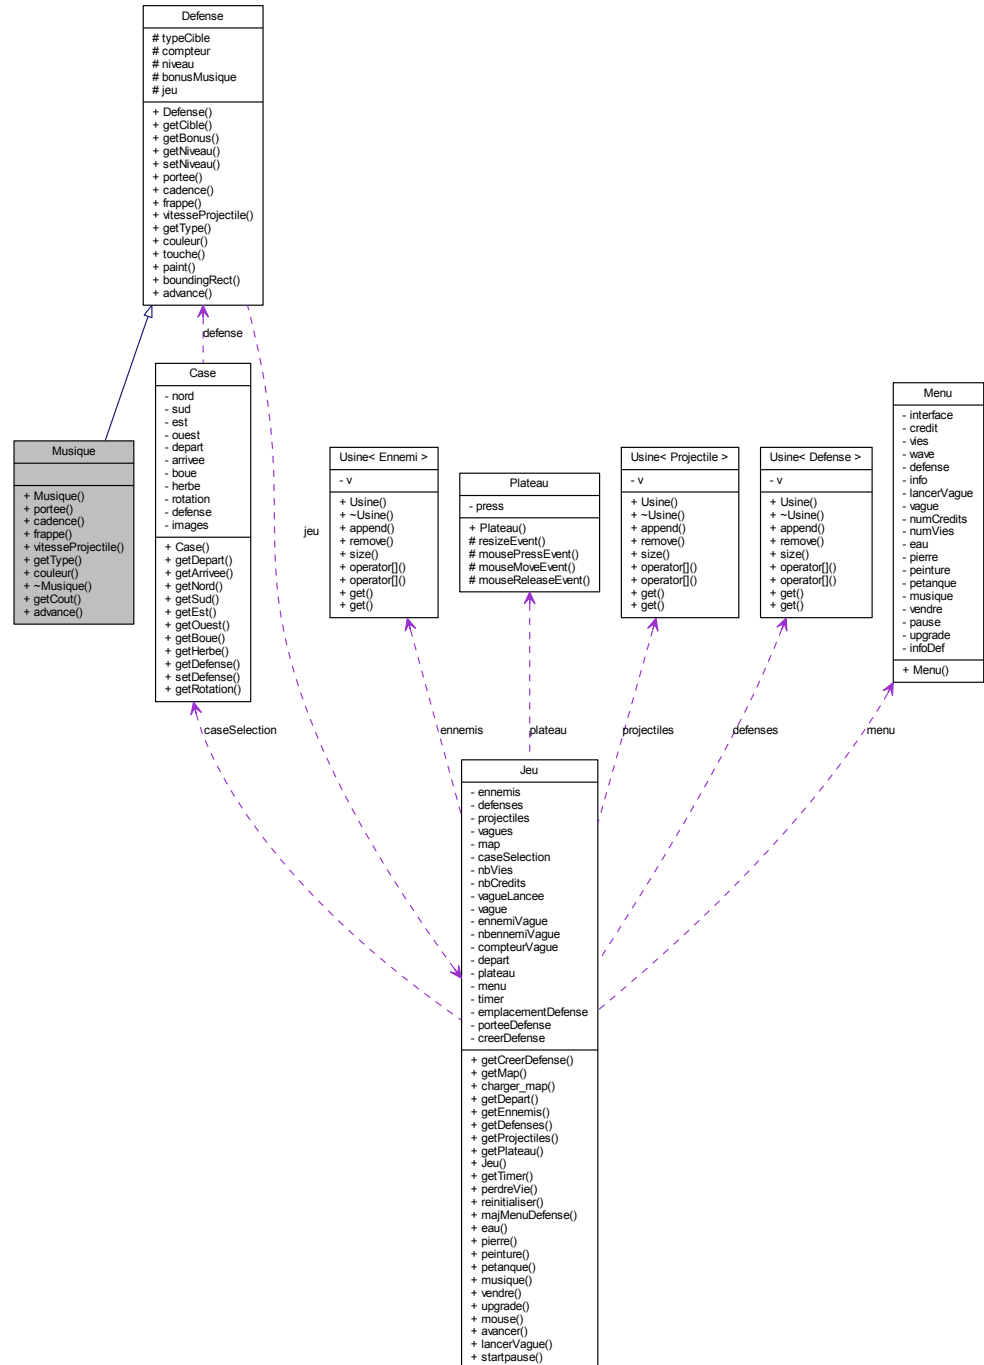 Defense
# typeCible
# compteur
# niveau
# bonusMusique
# jeu
+ Defense()
+ getCible()
+ getBonus()
+ getNiveau()
+ setNiveau()
+ portee()
+ cadence()
+ frappe()
+ vitesseProjectile()
+ getType()
+ couleur()
+ touche()
+ paint()
+ boundingRect()
+ advance()
defense
Case
- nord
- sud
- est
- ouest
- depart
- arrivee
- boue
- herbe
- rotation
- defense
- images
+ Case()
+ getDepart()
+ getArrivee()
+ getNord()
+ getSud()
+ getEst()
+ getOuest()
+ getBoue()
+ getHerbe()
+ getDefense()
+ setDefense()
+ getRotation()
Musique
+ Musique()
+ portee()
+ cadence()
+ frappe()
+ vitesseProjectile()
+ getType()
+ couleur()
+ ~Musique()
+ getCout()
+ advance()
jeu
Usine< Ennemi >
- v
+ Usine()
+ ~Usine()
+ append()
+ remove()
+ size()
+ operator[]()
+ operator[]()
+ get()
+ get()
Plateau
- press
+ Plateau()
# resizeEvent()
# mousePressEvent()
# mouseMoveEvent()
# mouseReleaseEvent()
Usine< Projectile >
- v
+ Usine()
+ ~Usine()
+ append()
+ remove()
+ size()
+ operator[]()
+ operator[]()
+ get()
+ get()
Usine< Defense >
- v
+ Usine()
+ ~Usine()
+ append()
+ remove()
+ size()
+ operator[]()
+ operator[]()
+ get()
+ get()
Menu
- interface
- credit
- vies
- wave
- defense
- info
- lancerVague
- vague
- numCredits
- numVies
- eau
- pierre
- peinture
- petanque
- musique
- vendre
- pause
- upgrade
- infoDef
+ Menu()
caseSelection
ennemis
plateau
projectiles
defenses
menu
Jeu
- ennemis
- defenses
- projectiles
- vagues
- map
- caseSelection
- nbVies
- nbCredits
- vagueLancee
- vague
- ennemiVague
- nbennemiVague
- compteurVague
- depart
- plateau
- menu
- timer
- emplacementDefense
- porteeDefense
- creerDefense
+ getCreerDefense()
+ getMap()
+ charger_map()
+ getDepart()
+ getEnnemis()
+ getDefenses()
+ getProjectiles()
+ getPlateau()
+ Jeu()
+ getTimer()
+ perdreVie()
+ reinitialiser()
+ majMenuDefense()
+ eau()
+ pierre()
+ peinture()
+ petanque()
+ musique()
+ vendre()
+ upgrade()
+ mouse()
+ avancer()
+ lancerVague()
+ startpause()